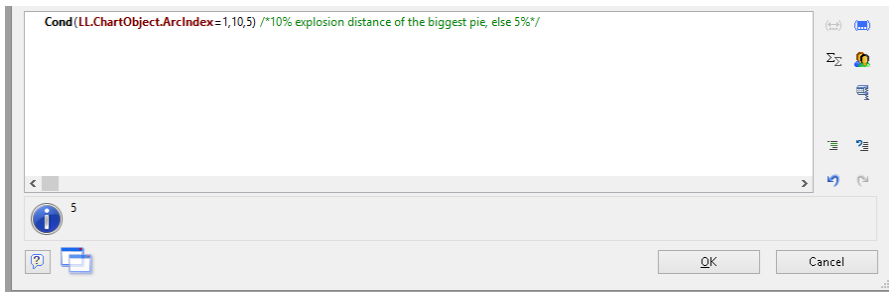 Cond(LL.ChartObject.ArcIndex=1,10,5) /*10% explosion distance of the biggest pie, else 5%*/
5
OK
Cancel